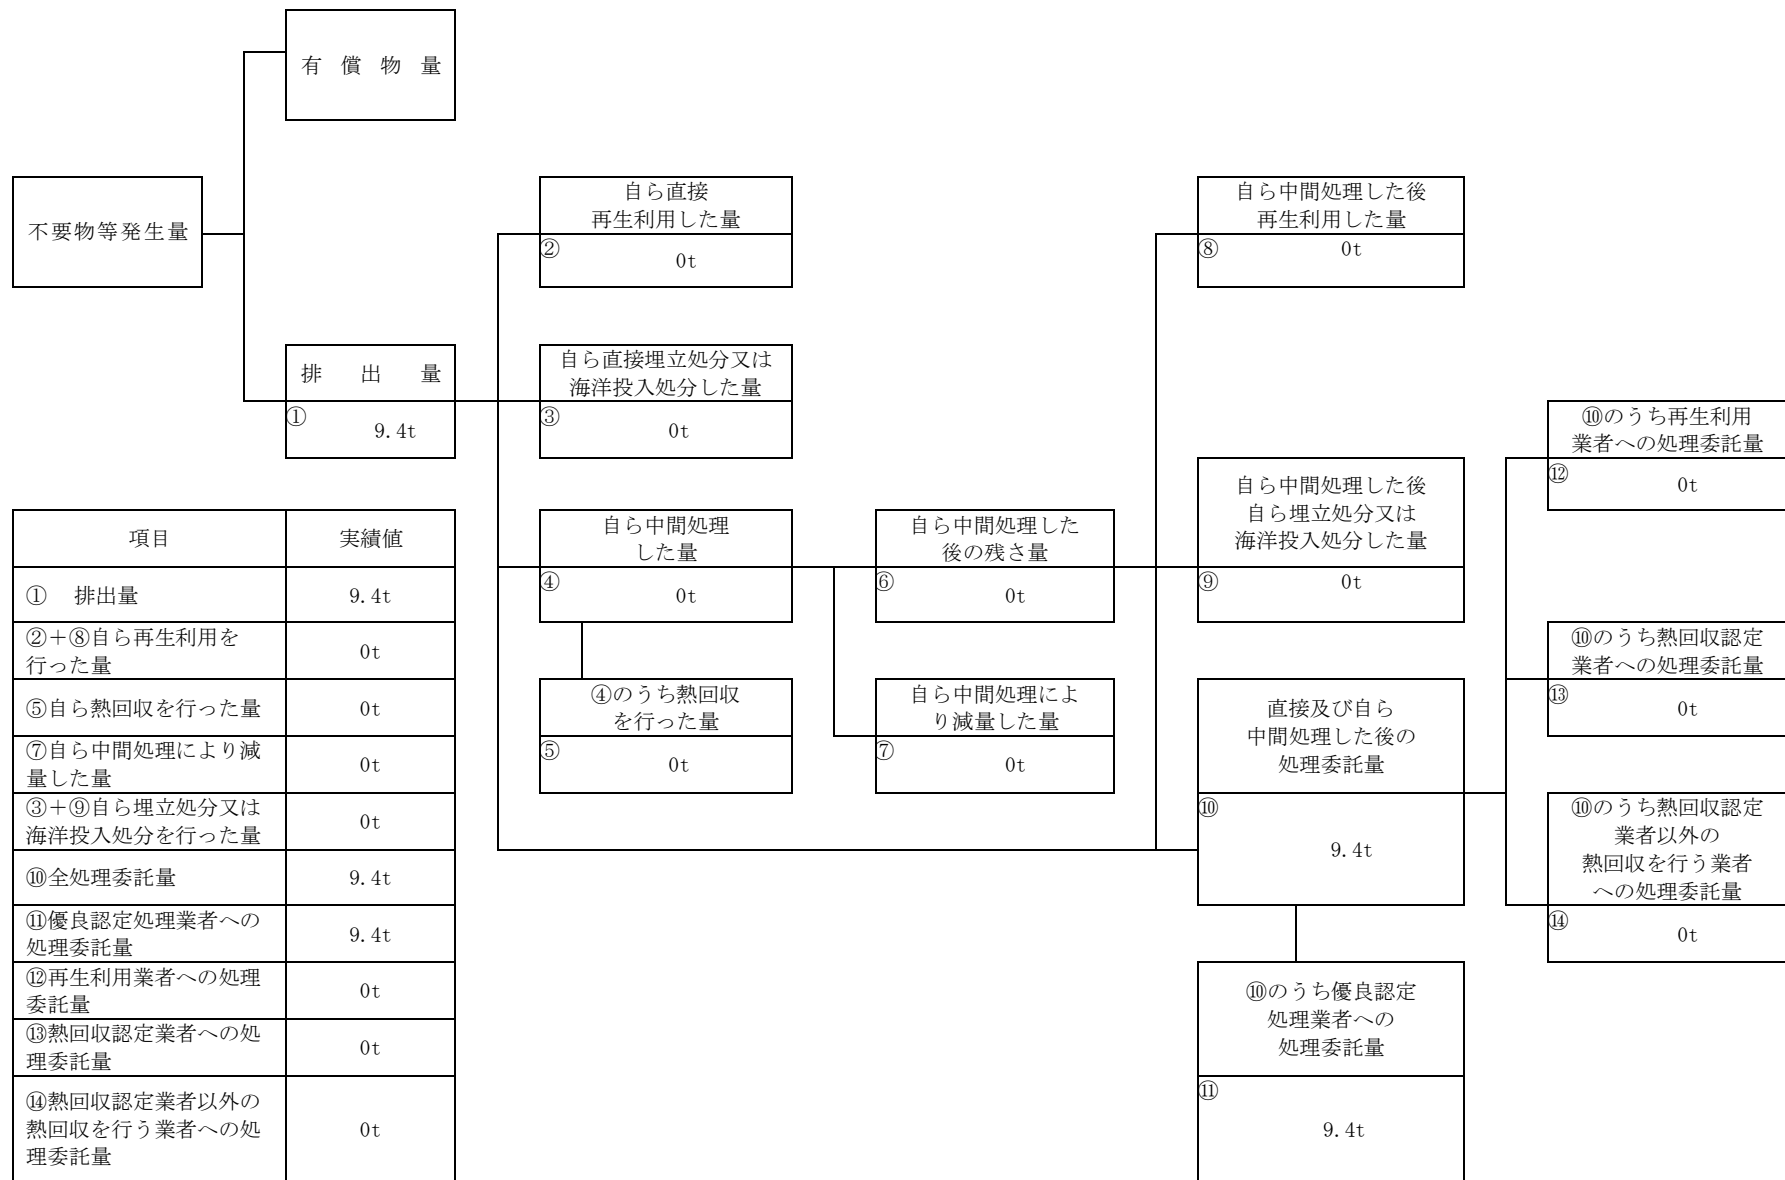 有償物量
不要物等発生量
自ら直接
再生利用した量
②
0t
自ら中間処理した後
再生利用した量
⑧
0t
排出量
①
9.4t
自ら直接埋立処分又は
海洋投入処分した量
③
0t
⑩のうち再生利用
業者への処理委託量
⑫
0t
自ら中間処理した後
自ら埋立処分又は
海洋投入処分した量
⑨
0t
自ら中間処理
した量
④
0t
自ら中間処理した
後の残さ量
⑥
0t
④のうち熱回収
を行った量
⑤
0t
自ら中間処理によ
り減量した量
⑦
0t
直接及び自ら
中間処理した後の
処理委託量
⑩
9.4t
⑩のうち熱回収認定
業者への処理委託量
⑬
0t
⑩のうち熱回収認定
業者以外の
熱回収を行う業者
への処理委託量
⑭
0t
⑩のうち優良認定
処理業者への
処理委託量
⑪
9.4t
項目 実績値
① 排出量 9.4t
②＋⑧自ら再生利用を
行った量
0t
⑤自ら熱回収を行った量 0t
⑦自ら中間処理により減
量した量
0t
③＋⑨自ら埋立処分又は
海洋投入処分を行った量
0t
⑩全処理委託量 9.4t
⑪優良認定処理業者への
処理委託量
9.4t
⑫再生利用業者への処理
委託量
0t
⑬熱回収認定業者への処
理委託量
0t
⑭熱回収認定業者以外の
熱回収を行う業者への処
理委託量
0t